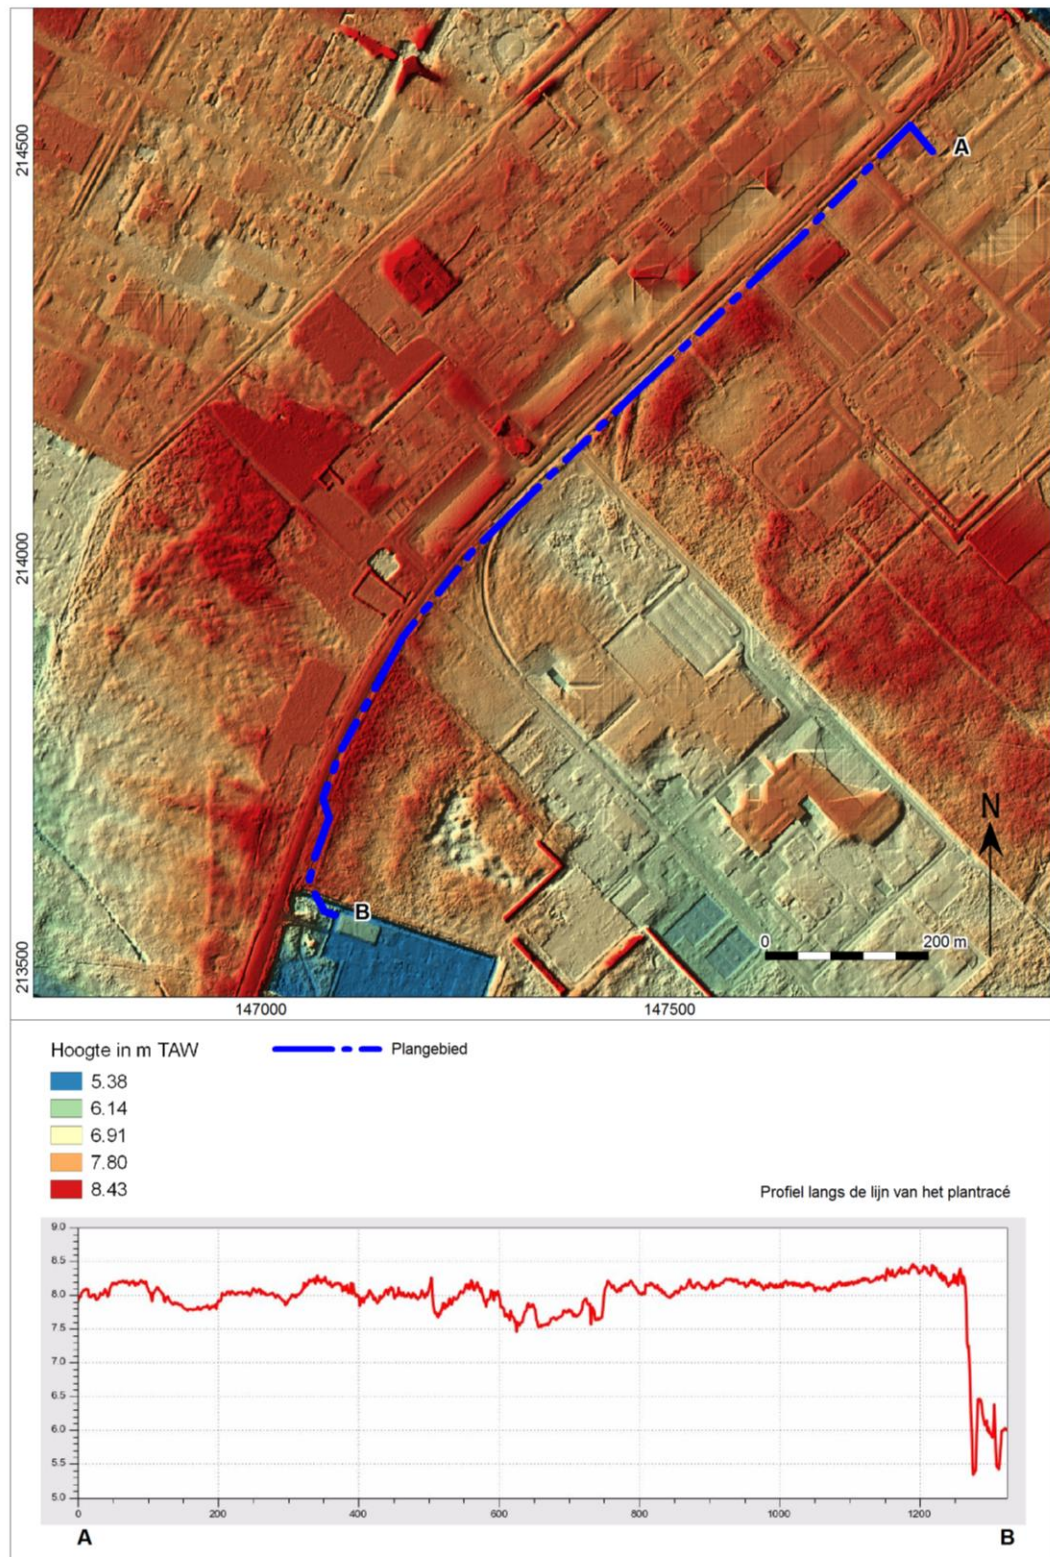 214500
214000
213500
A
B
N
0 200 m
147000 147500
Hoogte in m TAW
Plangebied
5.38
6.14
6.91
7.80
8.43
Profiel langs de lijn van het plantracé
9.0
8.5
8.0
7.5
7.0
6.5
6.0
5.5
5.0
0 200 400 600 800 1000 1200
A B